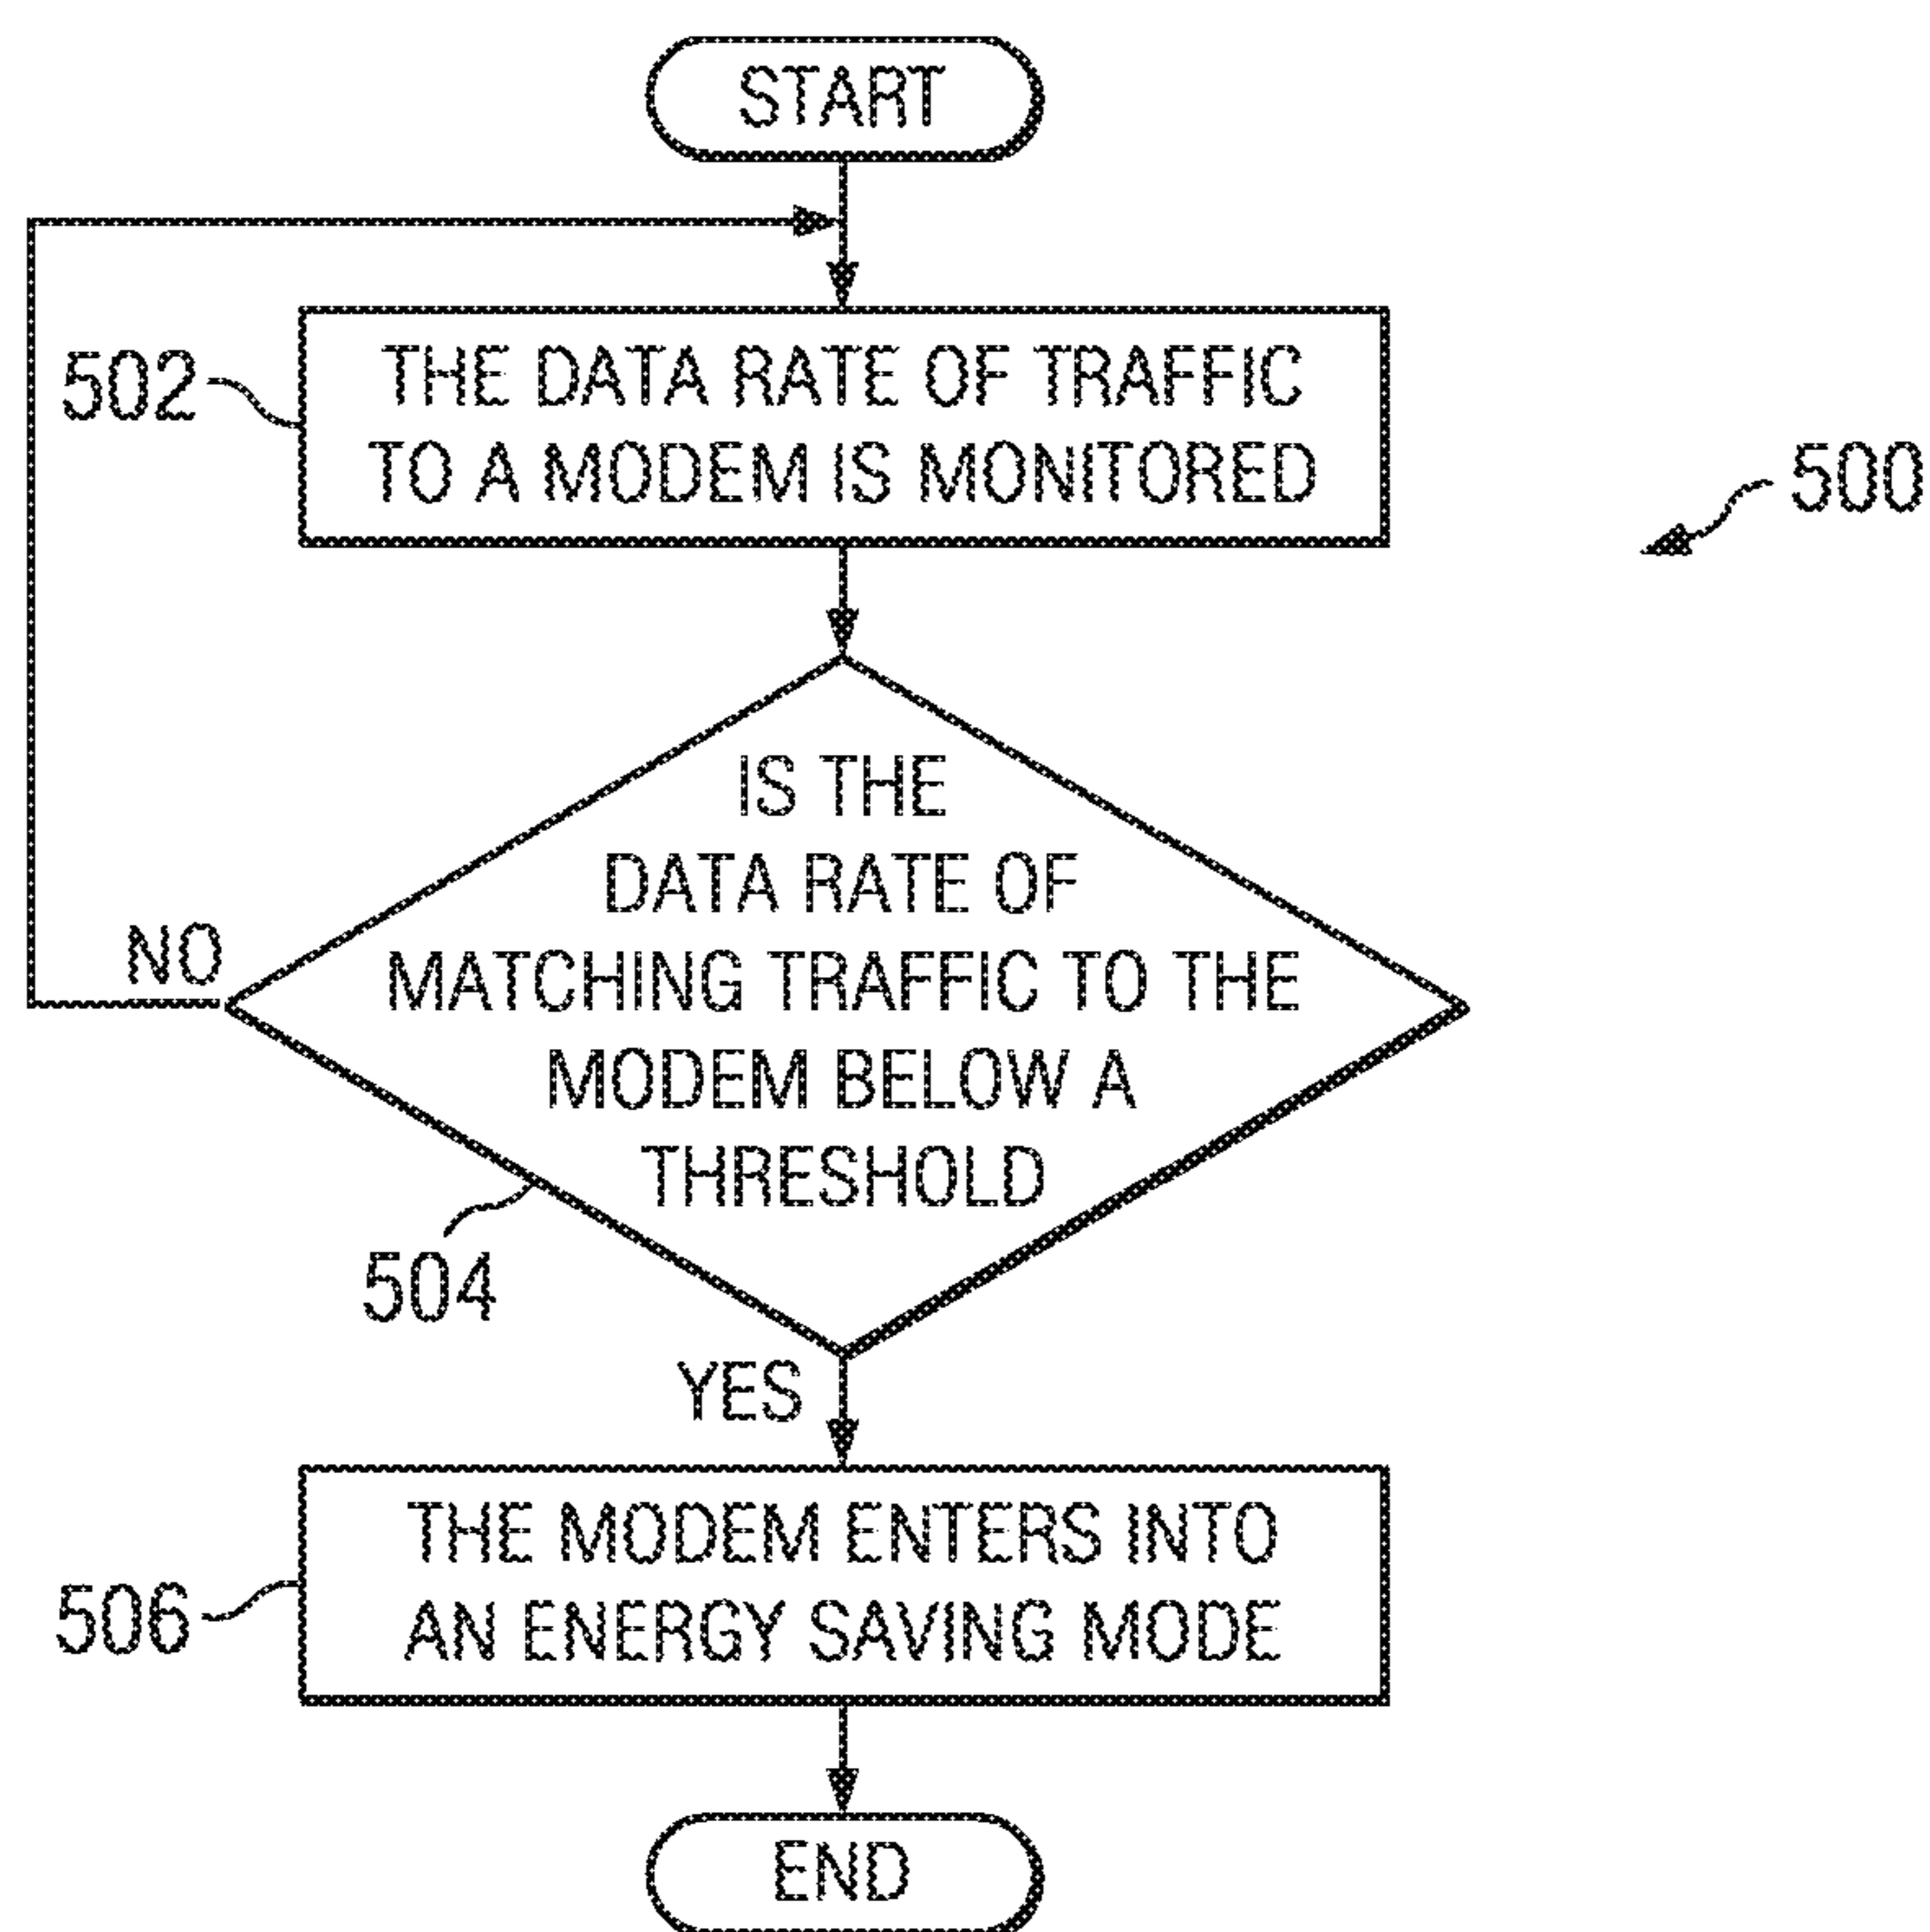 START
502
THE DATA RATE OF TRAFFIC
TO A MODEM IS MONITORED
500
IS THE
DATA RATE OF
MATCHING TRAFFIC TO THE
MODEM BELOW A
THRESHOLD
NO
504
YES
506
THE MODEM ENTERS INTO
AN ENERGY SAVING MODE
END